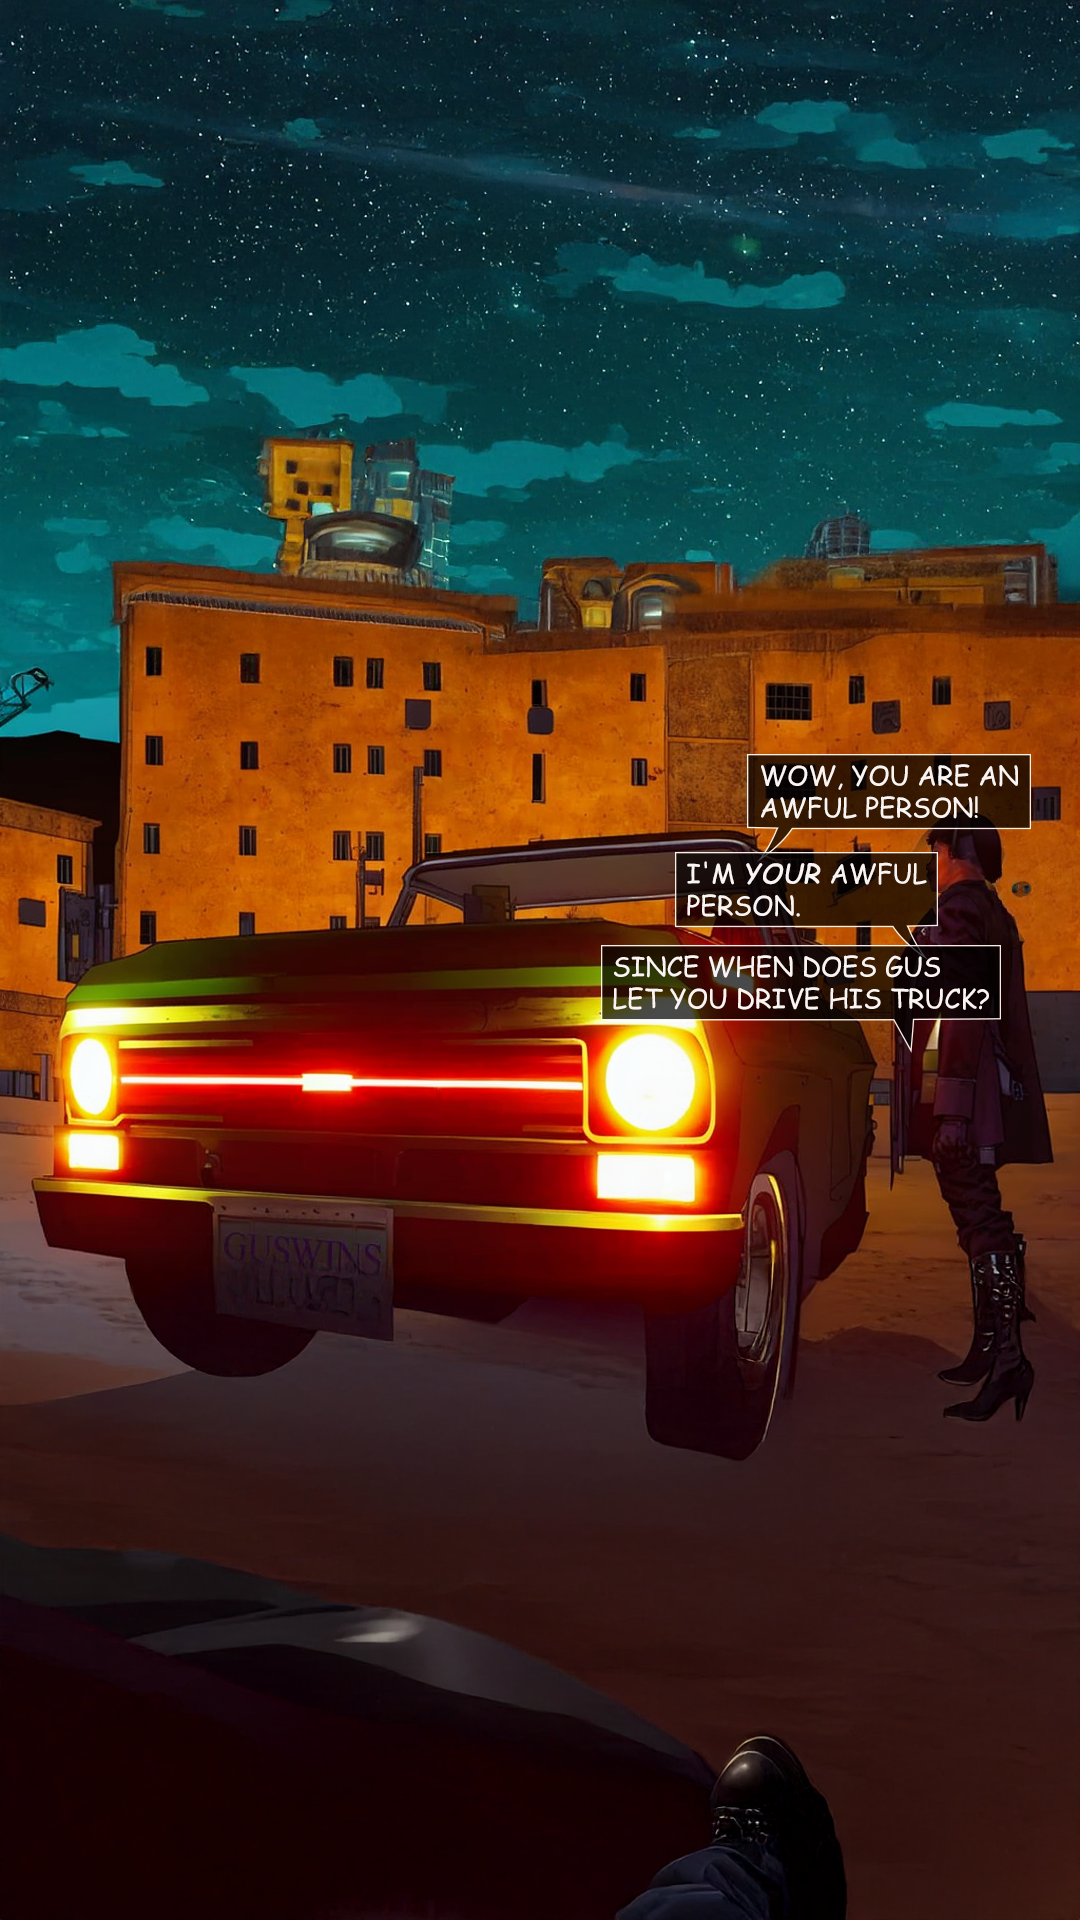 WOW, YOU ARE AN
AWFUL PERSON!
I'M YOUR AWFUL
PERSON.
SINCE WHEN DOES GUS
LET YOU DRIVE HIS TRUCK?
GUSWINS